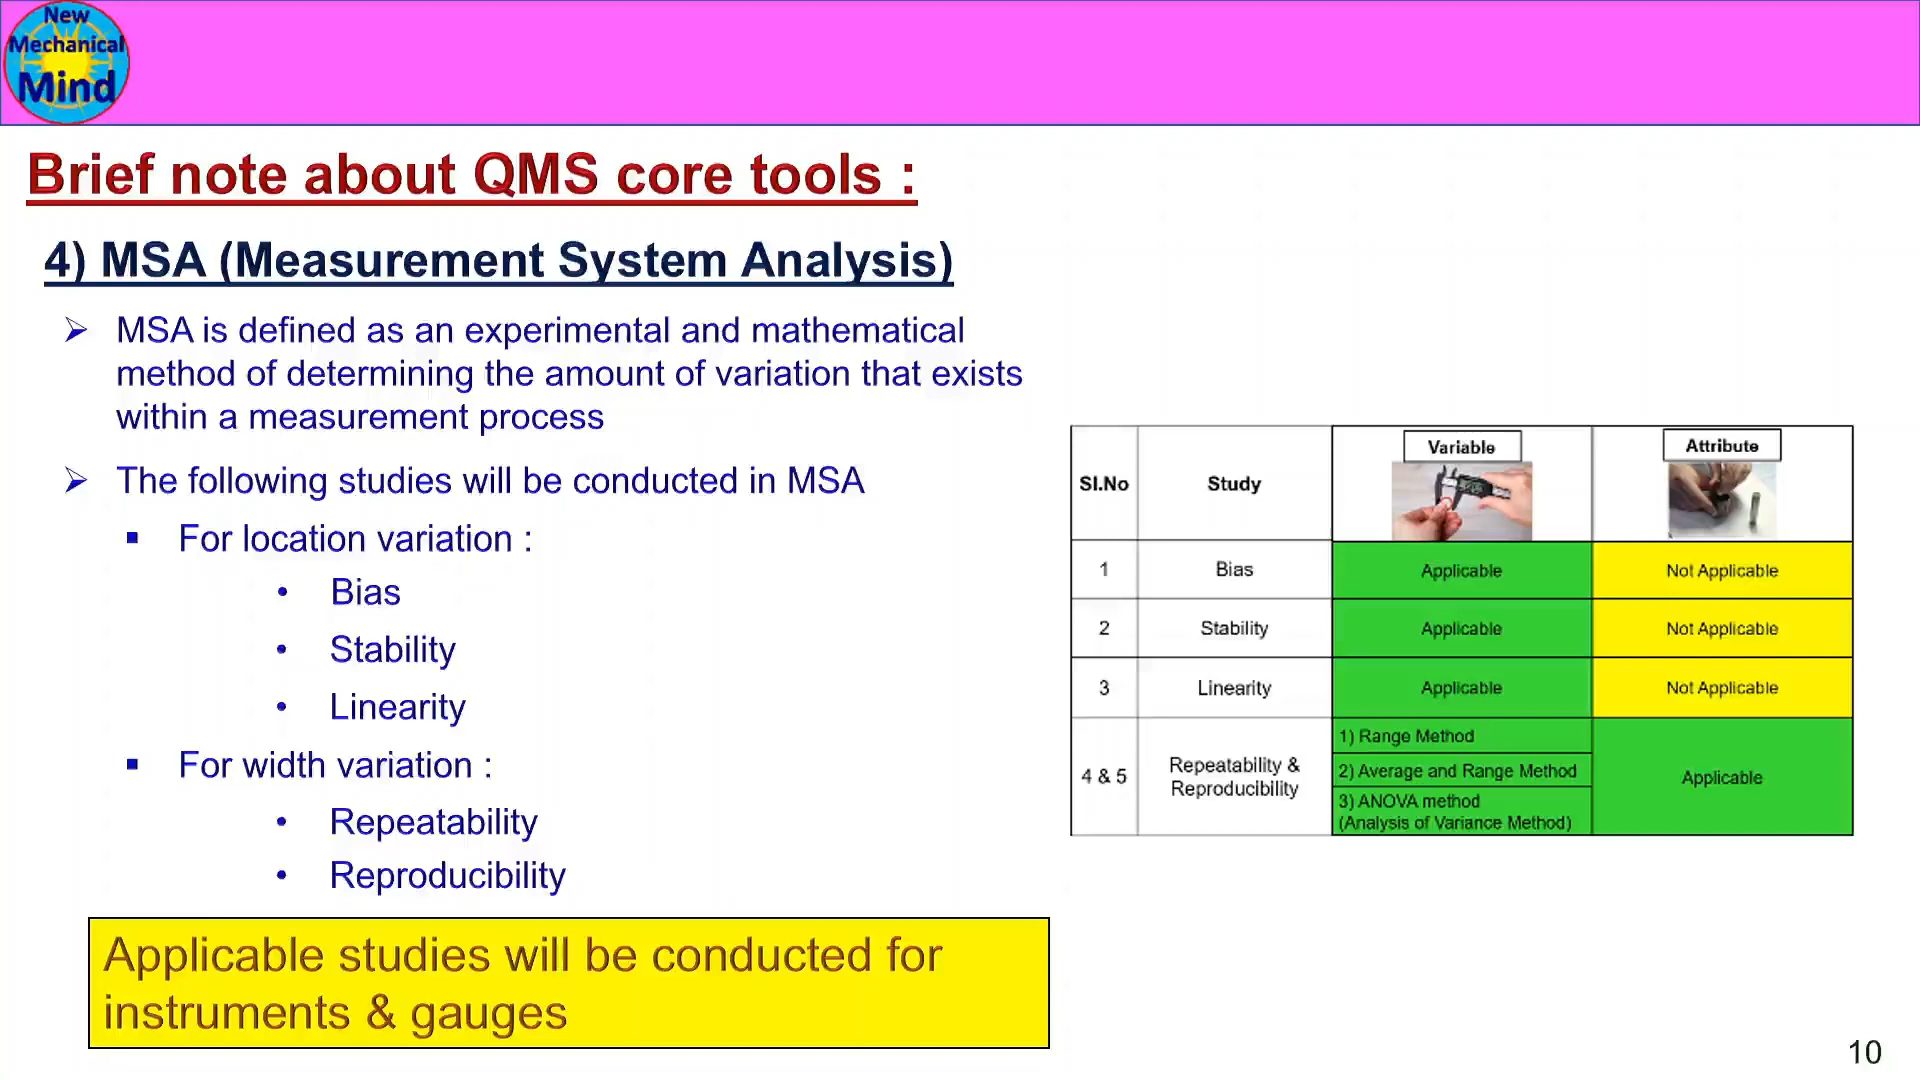 New
Mechanical
Mind
Brief note about QMS core tools :
4) MSA (Measurement System Analysis)
MSA is defined as an experimental and mathematical
method of determining the amount of variation that exists
within a measurement process
The following studies will be conducted in MSA
For location variation :
Bias
Stability
Linearity
For width variation :
Repeatability
Reproducibility
Applicable studies will be conducted for
instruments & gauges
SI.No Study Variable Attribute
1 Bias Applicable Not Applicable
2 Stability Applicable Not Applicable
3 Linearity Applicable Not Applicable
4 & 5 Repeatability &
Reproducibility
1) Range Method
2) Average and Range Method
3) ANOVA method
(Analysis of Variance Method)
Applicable
10